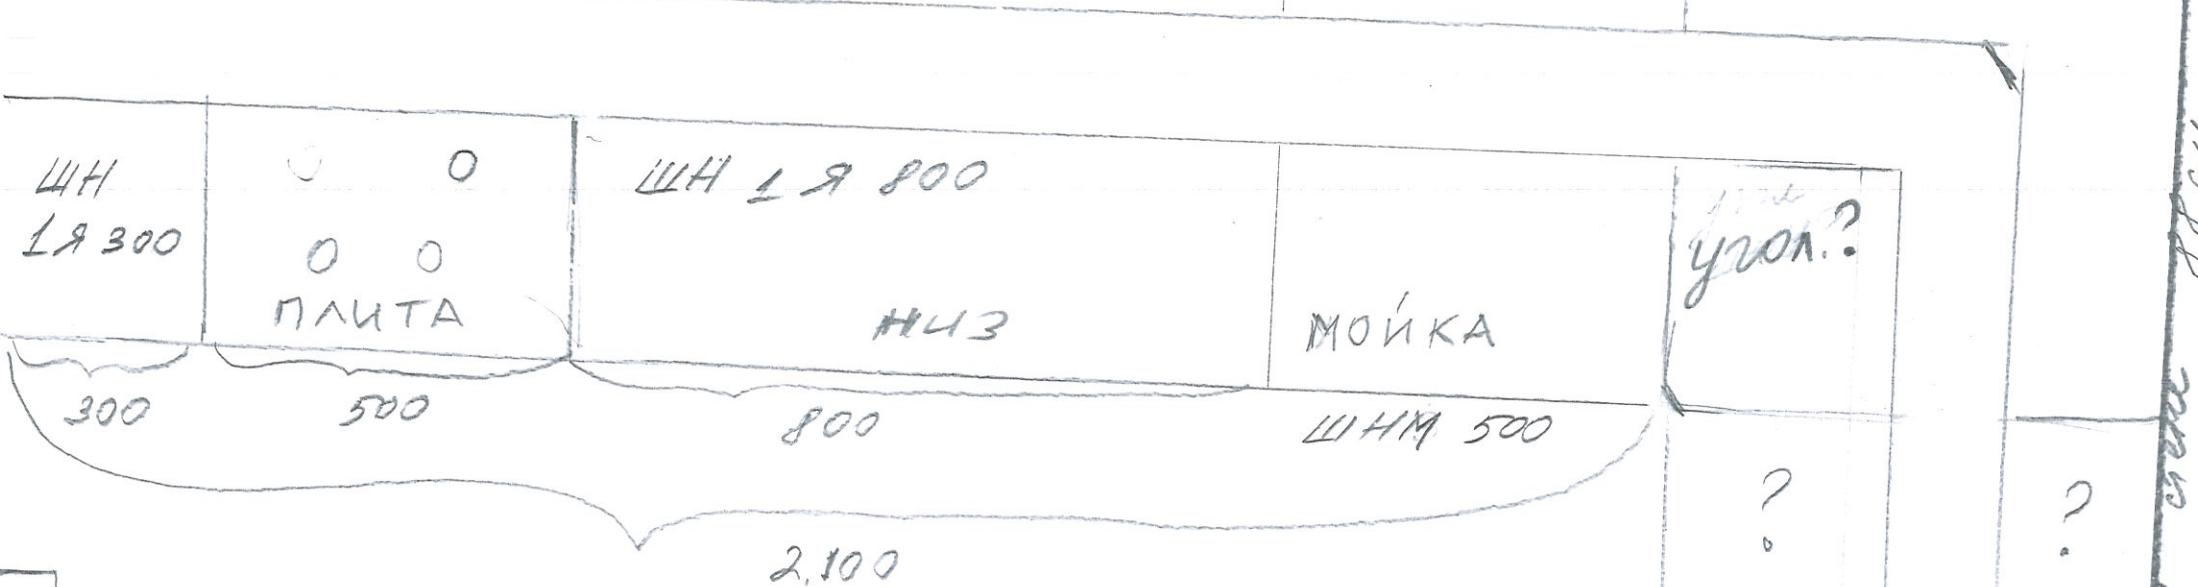 ШН
1Я 300
ПЛИТА
ШН 1Я 800
НИЗ
МОЙКА
угол.?
300
500
800
ШНМ 500
2.100
?
?